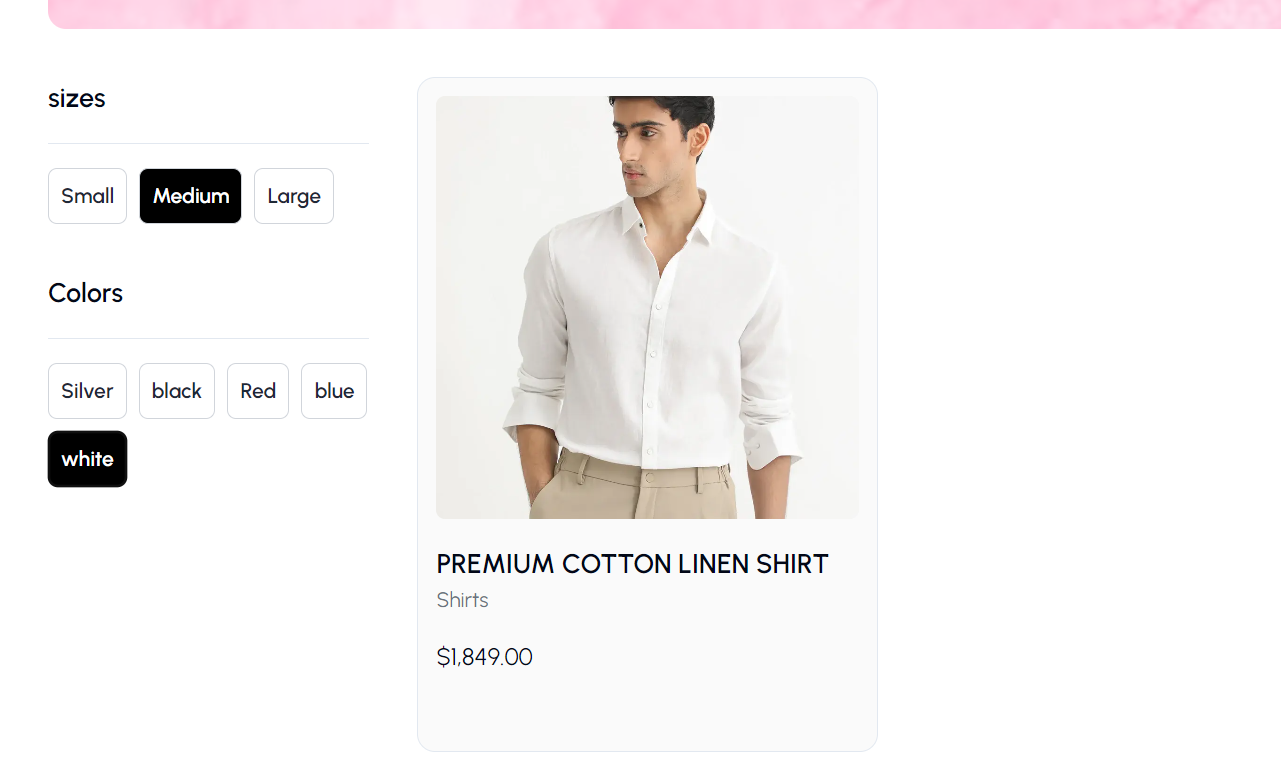 sizes
Small Medium Large
Colors
Silver black Red blue
white
PREMIUM COTTON LINEN SHIRT
Shirts
$1,849.00